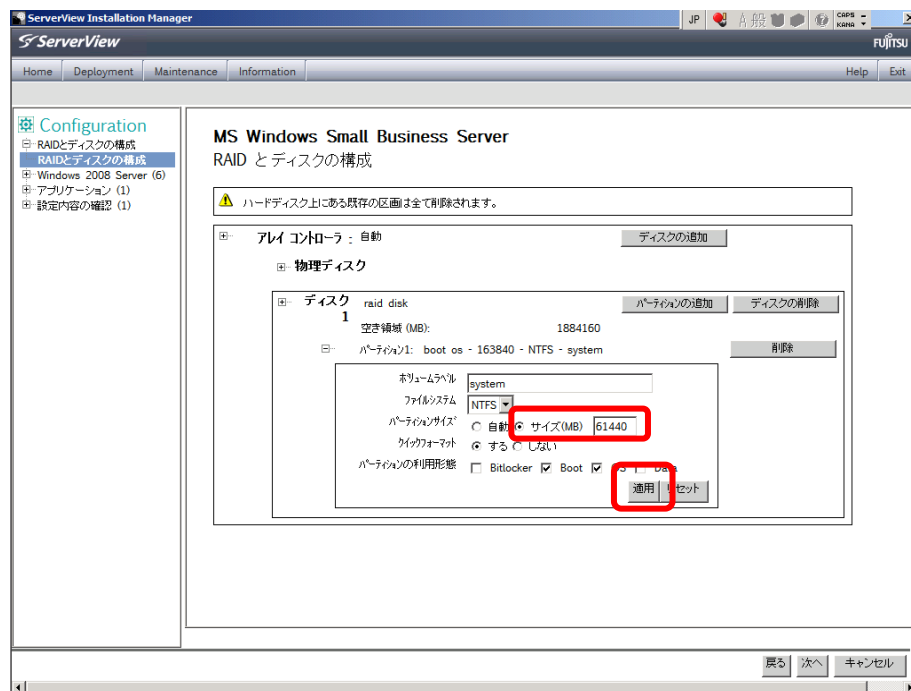 ServerView Installation Manager
JP A 般 CAPS KANA
ServerView
FUJITSU
Home Deployment Maintenance Information Help Exit
Configuration
RAIDとディスクの構成
RAIDとディスクの構成
Windows 2008 Server (6)
アプリケーション (1)
設定内容の確認 (1)
MS Windows Small Business Server
RAID とディスクの構成
ハードディスク上にある既存の区画は全て削除されます。
アレイ コントローラ : 自動 ディスクの追加
物理ディスク
ディスク 1 raid disk パーティションの追加 ディスクの削除
空き領域 (MB): 1884160
パーティション1: boot os - 163840 - NTFS - system 削除
ボリュームラベル system
ファイルシステム NTFS
パーティションサイズ 自動 サイズ(MB) 61440
クイックフォーマット する しない
パーティションの利用形態 Bitlocker Boot OS Data
適用 リセット
戻る 次へ キャンセル